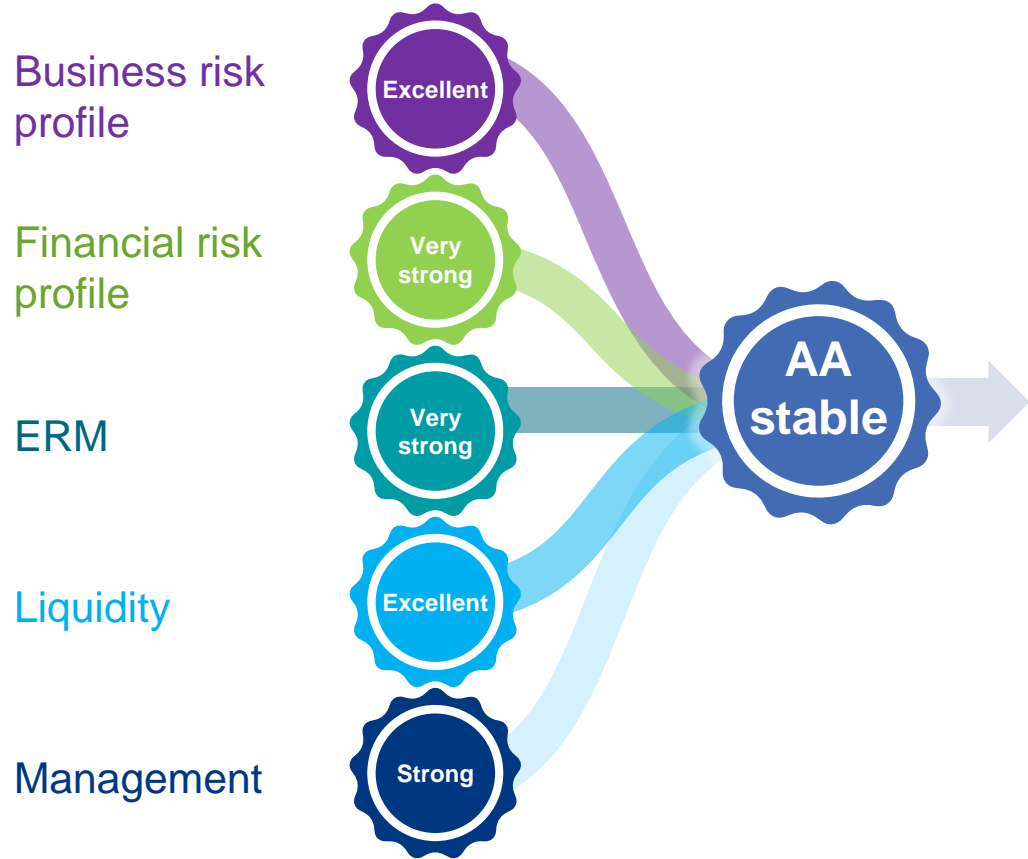 Business risk
profile
Excellent
Financial risk
profile
Very
strong
ERM
Very
strong
Liquidity
Excellent
Management
Strong
AA
stable